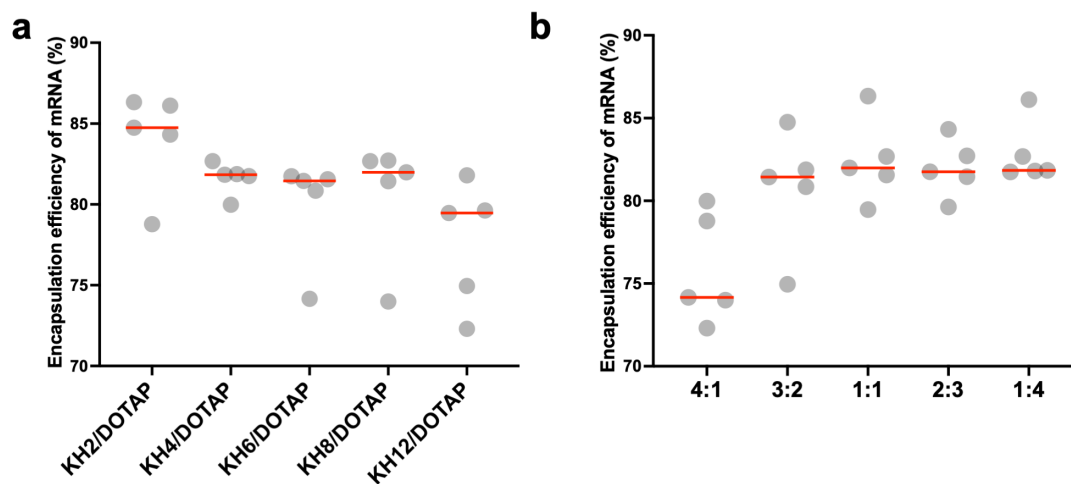 a
Encapsulation efficiency of mRNA (%)
90
85
80
75
70
KH2/DOTAP
KH4/DOTAP
KH6/DOTAP
KH8/DOTAP
KH12/DOTAP
b
Encapsulation efficiency of mRNA (%)
90
85
80
75
70
4:1
3:2
1:1
2:3
1:4